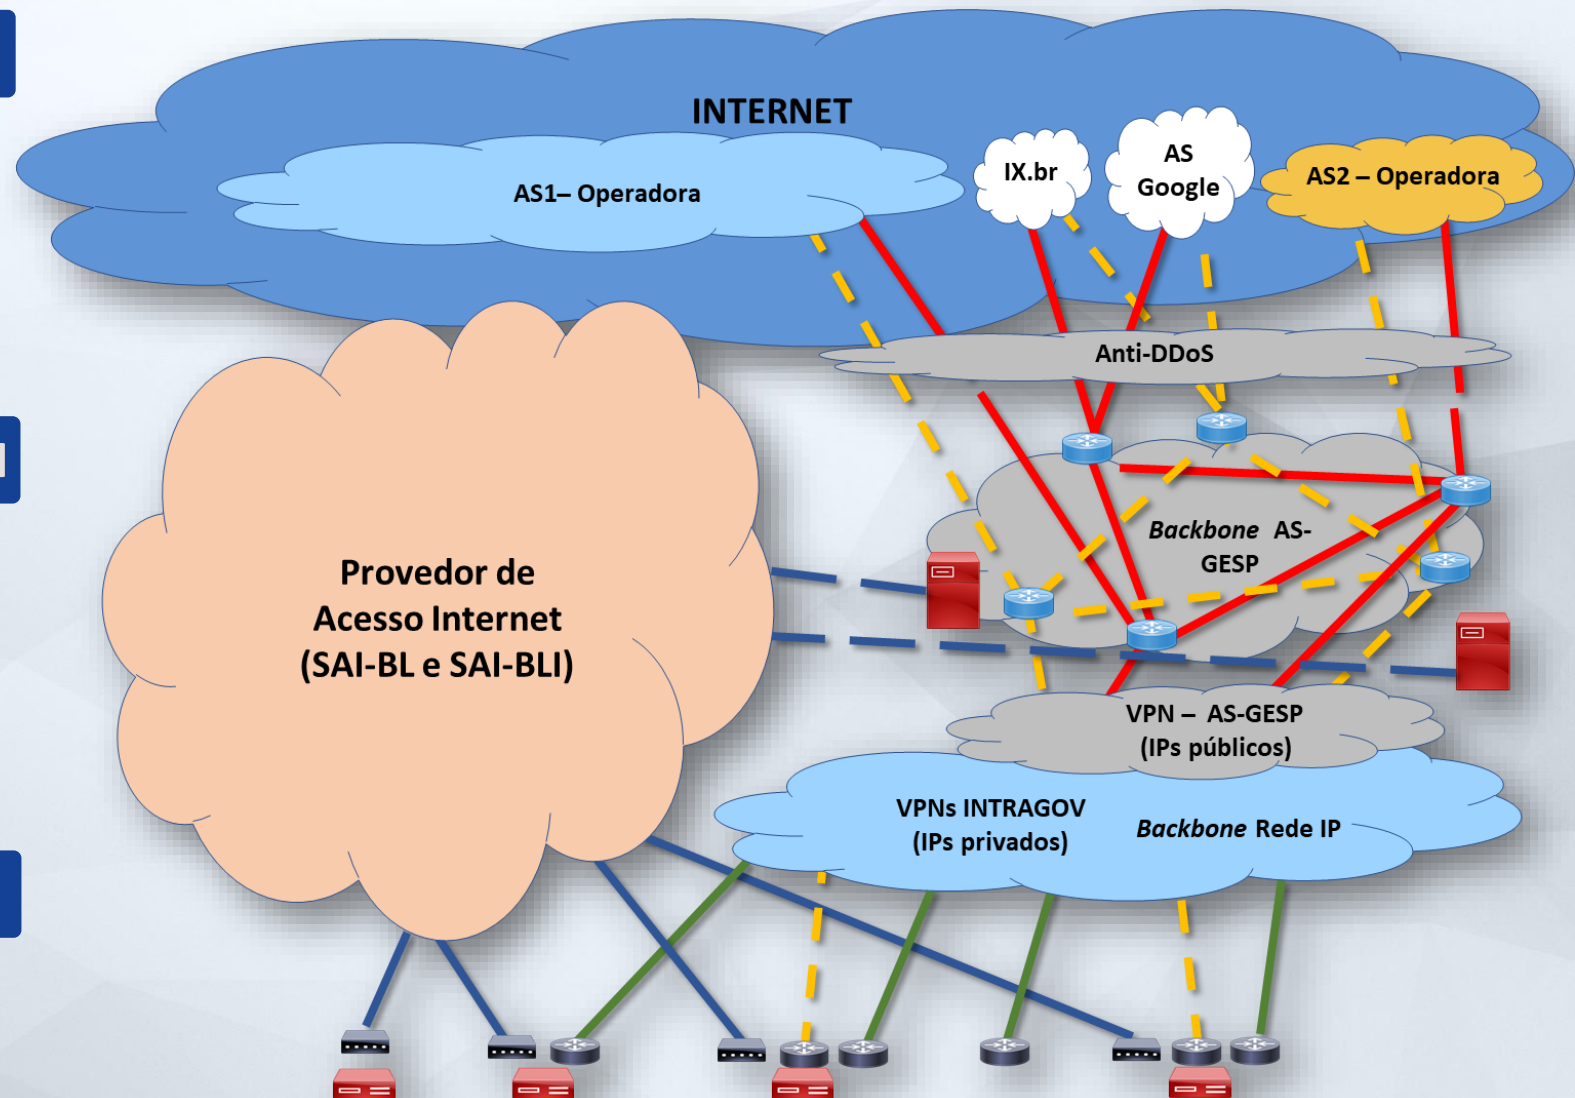 INTERNET
AS1– Operadora
IX.br
AS
Google
AS2 – Operadora
Anti-DDoS
Backbone AS-
GESP
Provedor de
Acesso Internet
(SAI-BL e SAI-BLI)
VPN – AS-GESP
(IPs públicos)
VPNs INTRAGOV
(IPs privados)
Backbone Rede IP